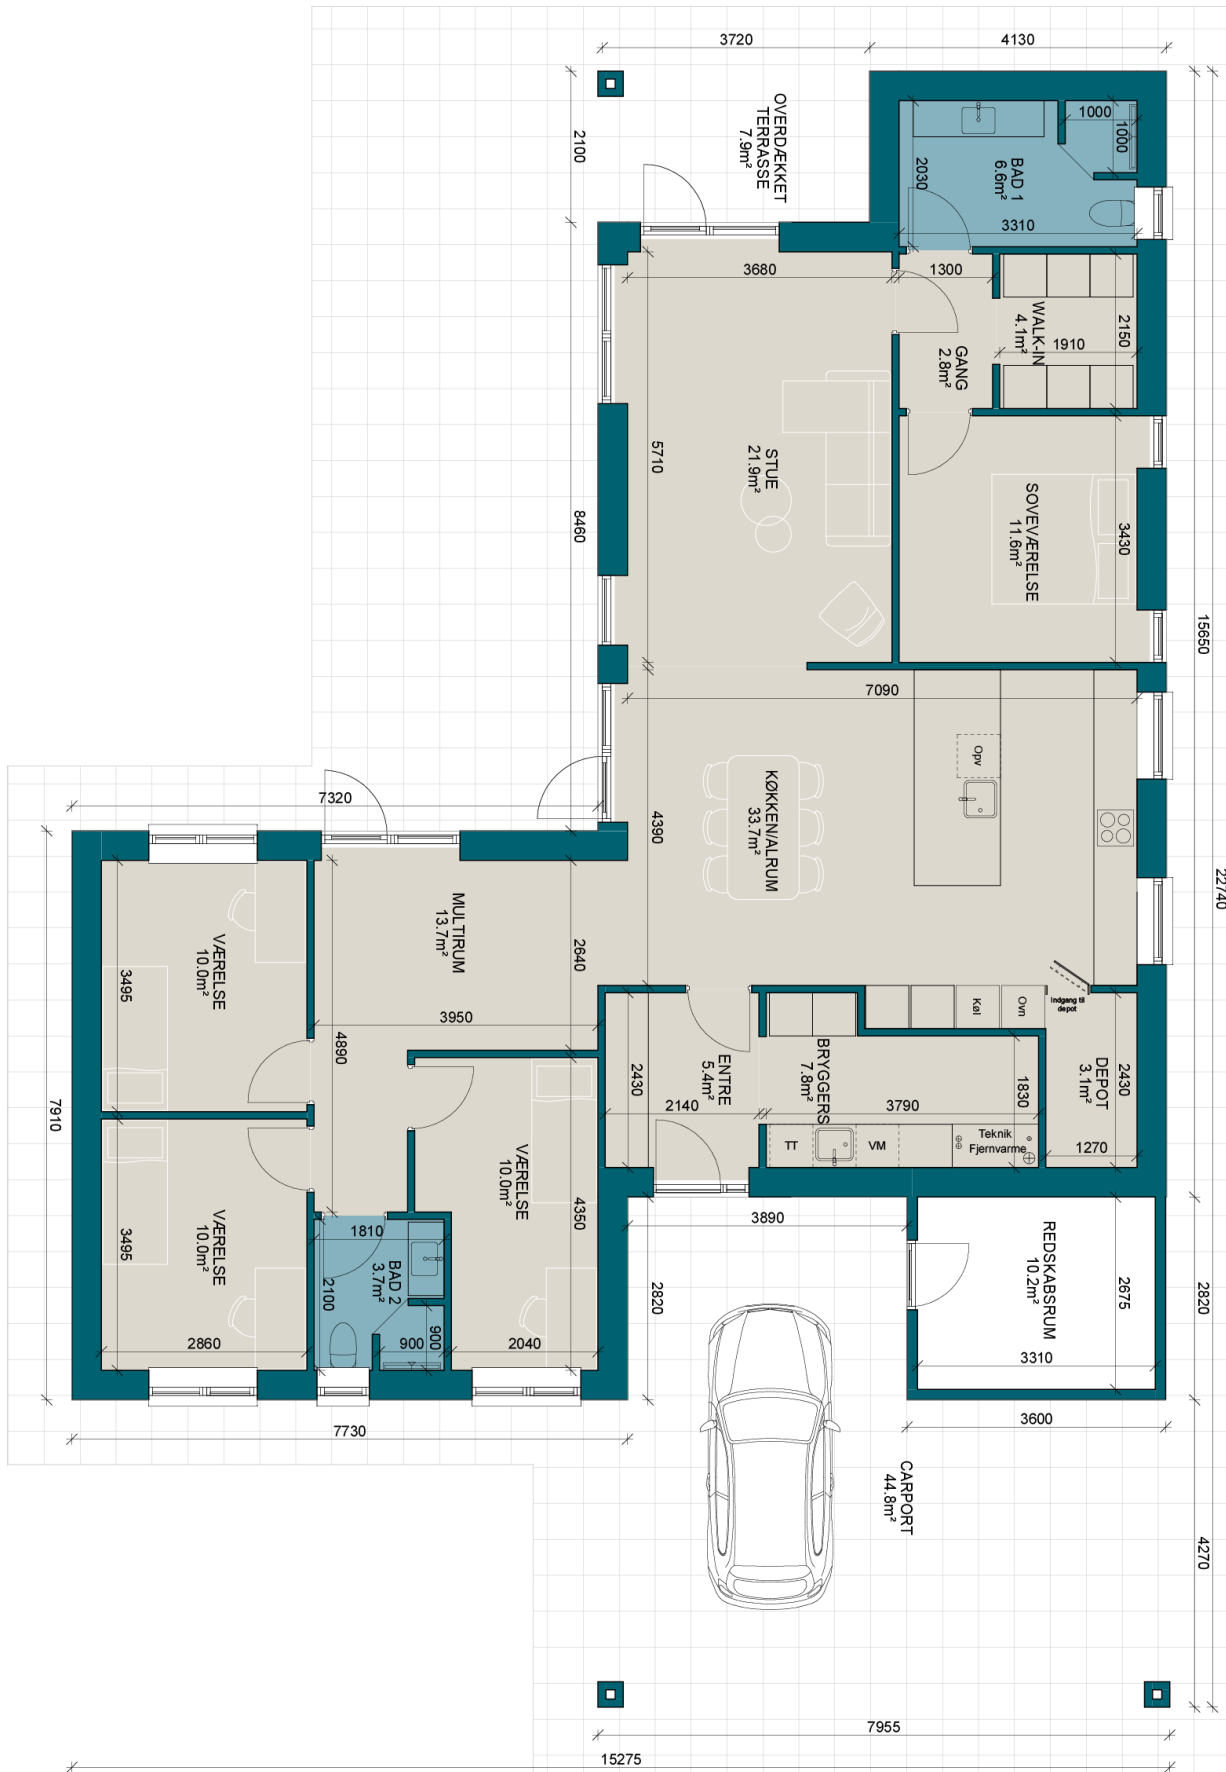 3720
4130
2100
OVERDÆKKET
TERRASSE
7.9m²
1000
1000
BAD 1
6.6m²
2030
3310
3680
1300
WALK-IN
4.1m²
2150
1910
GANG
2.8m²
5710
STUE
21.9m²
8460
SOVEVÆRELSE
11.6m²
3430
15650
22740
7090
Opv
KØKKEN/ALRUM
33.7m²
4390
7320
MULTIRUM
13.7m²
2640
VÆRELSE
10.0m²
3495
3950
4890
Køl
Ovn
Indgang til
depot
ENTRE
5.4m²
2430
2140
BRYGGERS
7.8m²
3790
1830
DEPOT
3.1m²
2430
1270
TT
VM
Teknik
Fjernvarme
7910
VÆRELSE
10.0m²
3495
2860
VÆRELSE
10.0m²
4350
2040
1810
BAD 2
3.7m²
2100
900
900
3890
2820
REDSKABSRUM
10.2m²
2675
3310
2820
3600
7730
CARPORT
44.8m²
4270
7955
15275